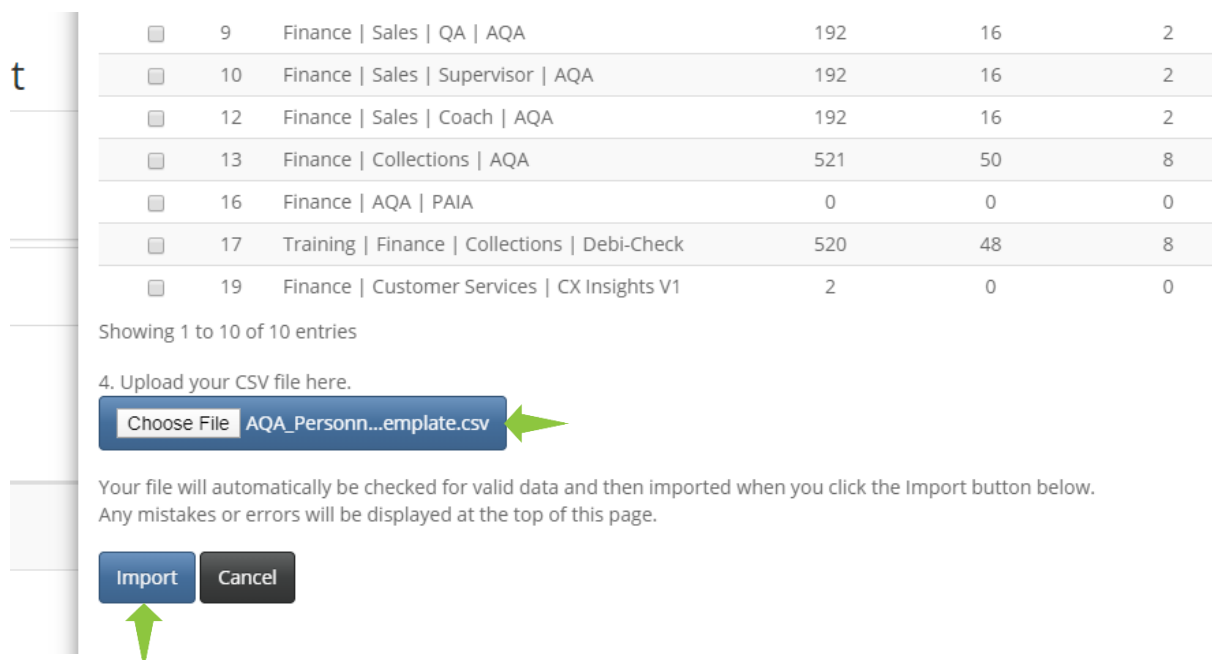 t
9 Finance | Sales | QA | AQA 192 16 2
10 Finance | Sales | Supervisor | AQA 192 16 2
12 Finance | Sales | Coach | AQA 192 16 2
13 Finance | Collections | AQA 521 50 8
16 Finance | AQA | PAIA 0 0 0
17 Training | Finance | Collections | Debi-Check 520 48 8
19 Finance | Customer Services | CX Insights V1 2 0 0
Showing 1 to 10 of 10 entries
4. Upload your CSV file here.
Choose File AQA_Personn...emplate.csv
Your file will automatically be checked for valid data and then imported when you click the Import button below.
Any mistakes or errors will be displayed at the top of this page.
Import Cancel